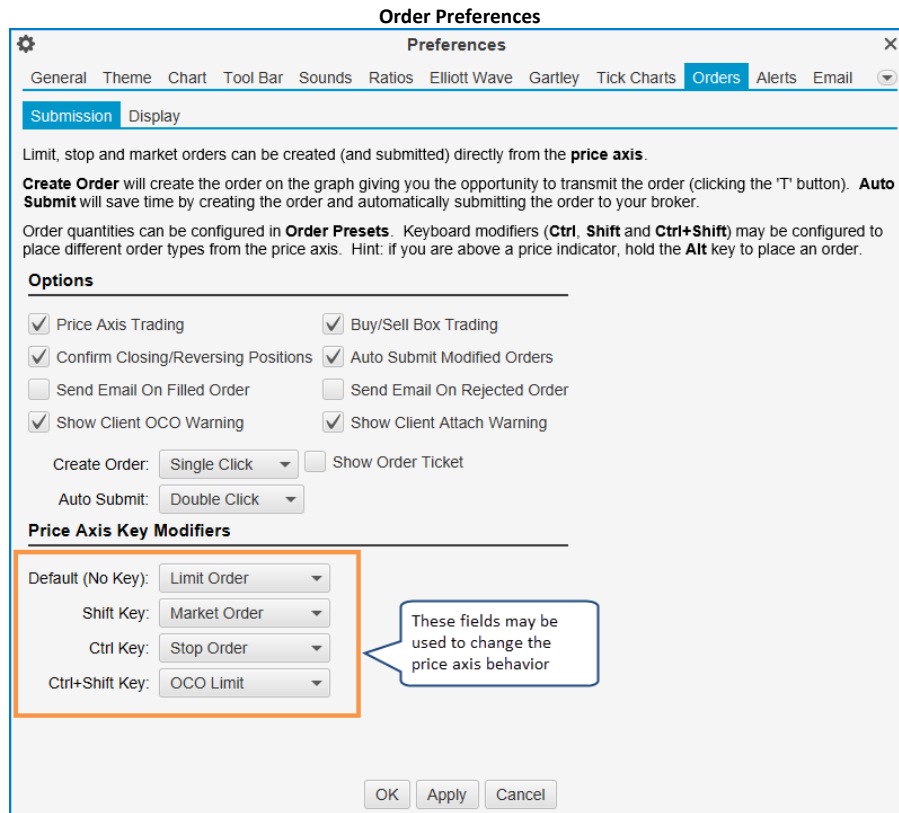 Order Preferences
Preferences
General Theme Chart Tool Bar Sounds Ratios Elliott Wave Gartley Tick Charts Orders Alerts Email
Submission Display
Limit, stop and market orders can be created (and submitted) directly from the price axis.
Create Order will create the order on the graph giving you the opportunity to transmit the order (clicking the 'T' button). Auto
Submit will save time by creating the order and automatically submitting the order to your broker.
Order quantities can be configured in Order Presets. Keyboard modifiers (Ctrl, Shift and Ctrl+Shift) may be configured to
place different order types from the price axis. Hint: if you are above a price indicator, hold the Alt key to place an order.
Options
Price Axis Trading Buy/Sell Box Trading
Confirm Closing/Reversing Positions Auto Submit Modified Orders
Send Email On Filled Order Send Email On Rejected Order
Show Client OCO Warning Show Client Attach Warning
Create Order: Single Click Show Order Ticket
Auto Submit: Double Click
Price Axis Key Modifiers
Default (No Key): Limit Order
Shift Key: Market Order
Ctrl Key: Stop Order
Ctrl+Shift Key: OCO Limit
These fields may be
used to change the
price axis behavior
OK Apply Cancel